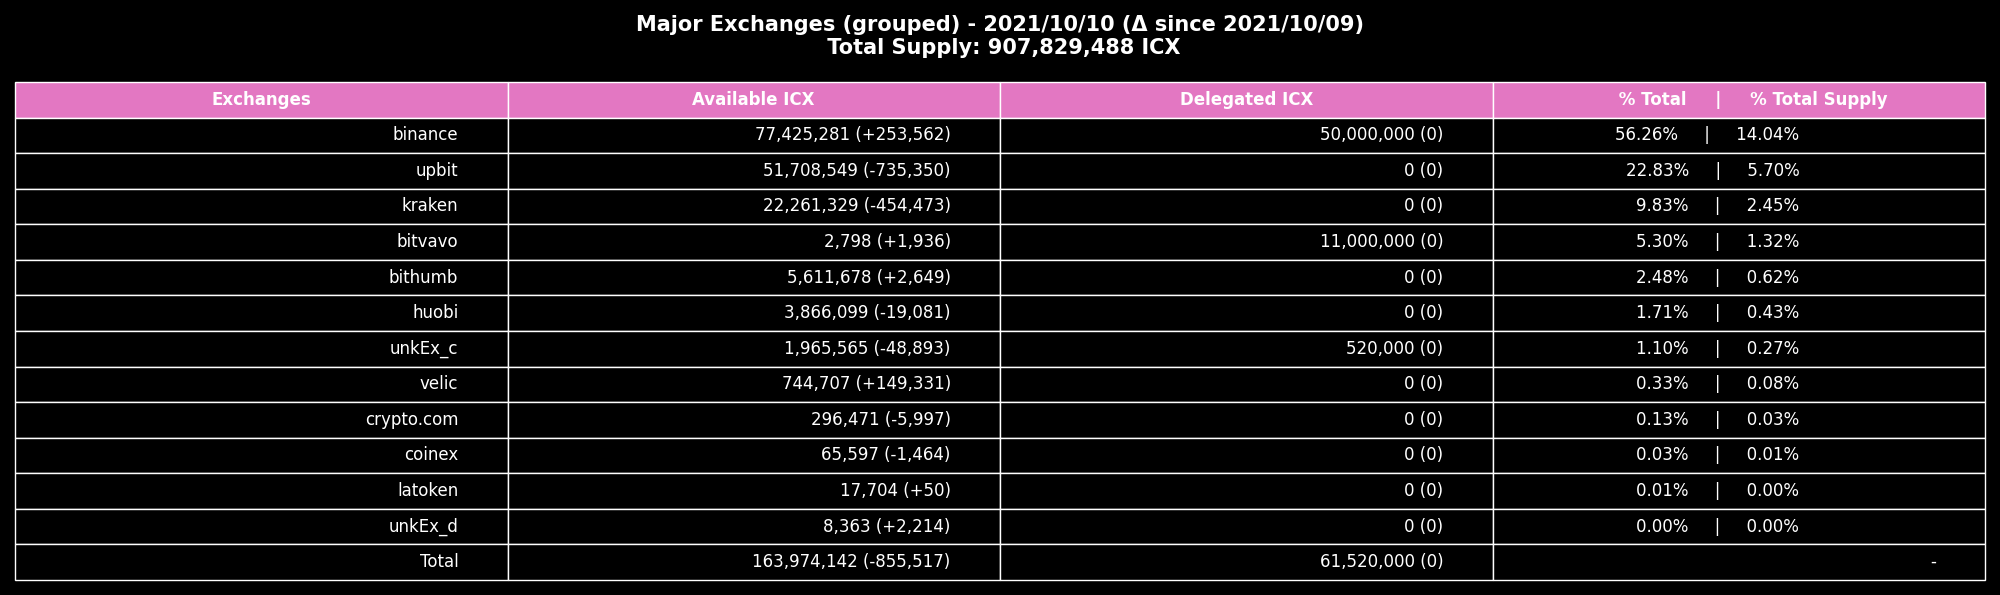 Major Exchanges (grouped) - 2021/10/10 (Δ since 2021/10/09)
Total Supply: 907,829,488 ICX
Exchanges Available ICX Delegated ICX % Total | % Total Supply
binance 77,425,281 (+253,562) 50,000,000 (0) 56.26% | 14.04%
upbit 51,708,549 (-735,350) 0 (0) 22.83% | 5.70%
kraken 22,261,329 (-454,473) 0 (0) 9.83% | 2.45%
bitvavo 2,798 (+1,936) 11,000,000 (0) 5.30% | 1.32%
bithumb 5,611,678 (+2,649) 0 (0) 2.48% | 0.62%
huobi 3,866,099 (-19,081) 0 (0) 1.71% | 0.43%
unkEx_c 1,965,565 (-48,893) 520,000 (0) 1.10% | 0.27%
velic 744,707 (+149,331) 0 (0) 0.33% | 0.08%
crypto.com 296,471 (-5,997) 0 (0) 0.13% | 0.03%
coinex 65,597 (-1,464) 0 (0) 0.03% | 0.01%
latoken 17,704 (+50) 0 (0) 0.01% | 0.00%
unkEx_d 8,363 (+2,214) 0 (0) 0.00% | 0.00%
Total 163,974,142 (-855,517) 61,520,000 (0) -